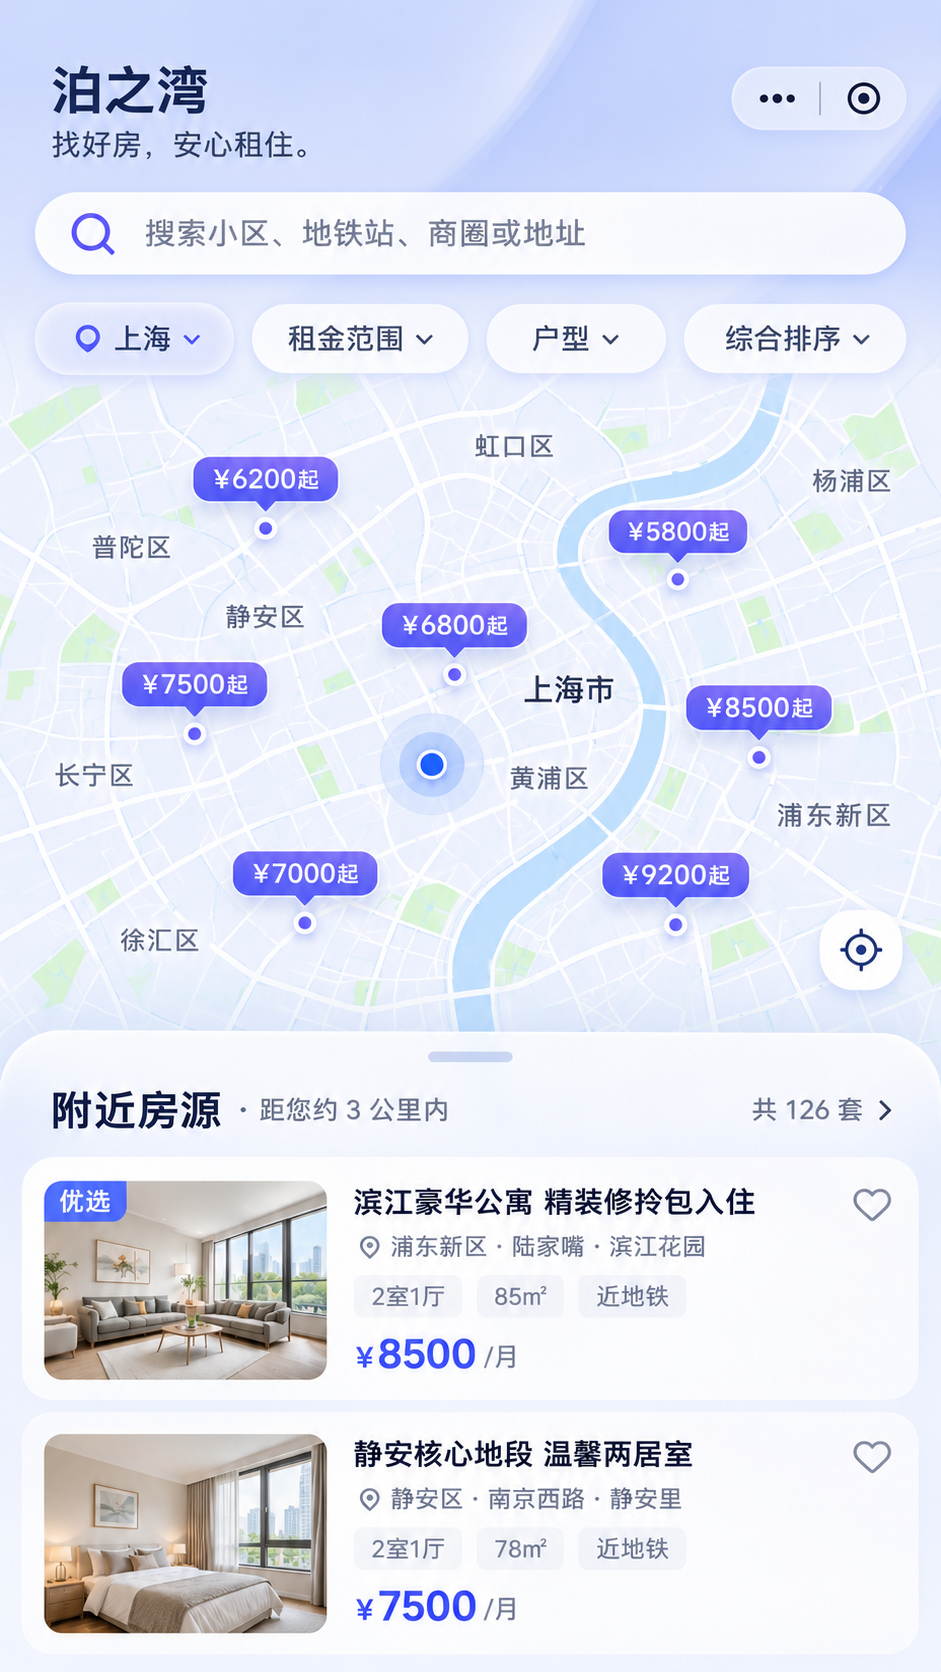 泊之湾
找好房，安心租住。
搜索小区、地铁站、商圈或地址
上海
租金范围
户型
综合排序
虹口区
杨浦区
¥6200起
¥5800起
普陀区
静安区
¥6800起
¥7500起
上海市
¥8500起
长宁区
黄浦区
浦东新区
¥7000起
¥9200起
徐汇区
附近房源 · 距您约 3 公里内
共 126 套
优选
滨江豪华公寓 精装修拎包入住
浦东新区 · 陆家嘴 · 滨江花园
2室1厅 85㎡ 近地铁
¥8500 /月
静安核心地段 温馨两居室
静安区 · 南京西路 · 静安里
2室1厅 78㎡ 近地铁
¥7500 /月